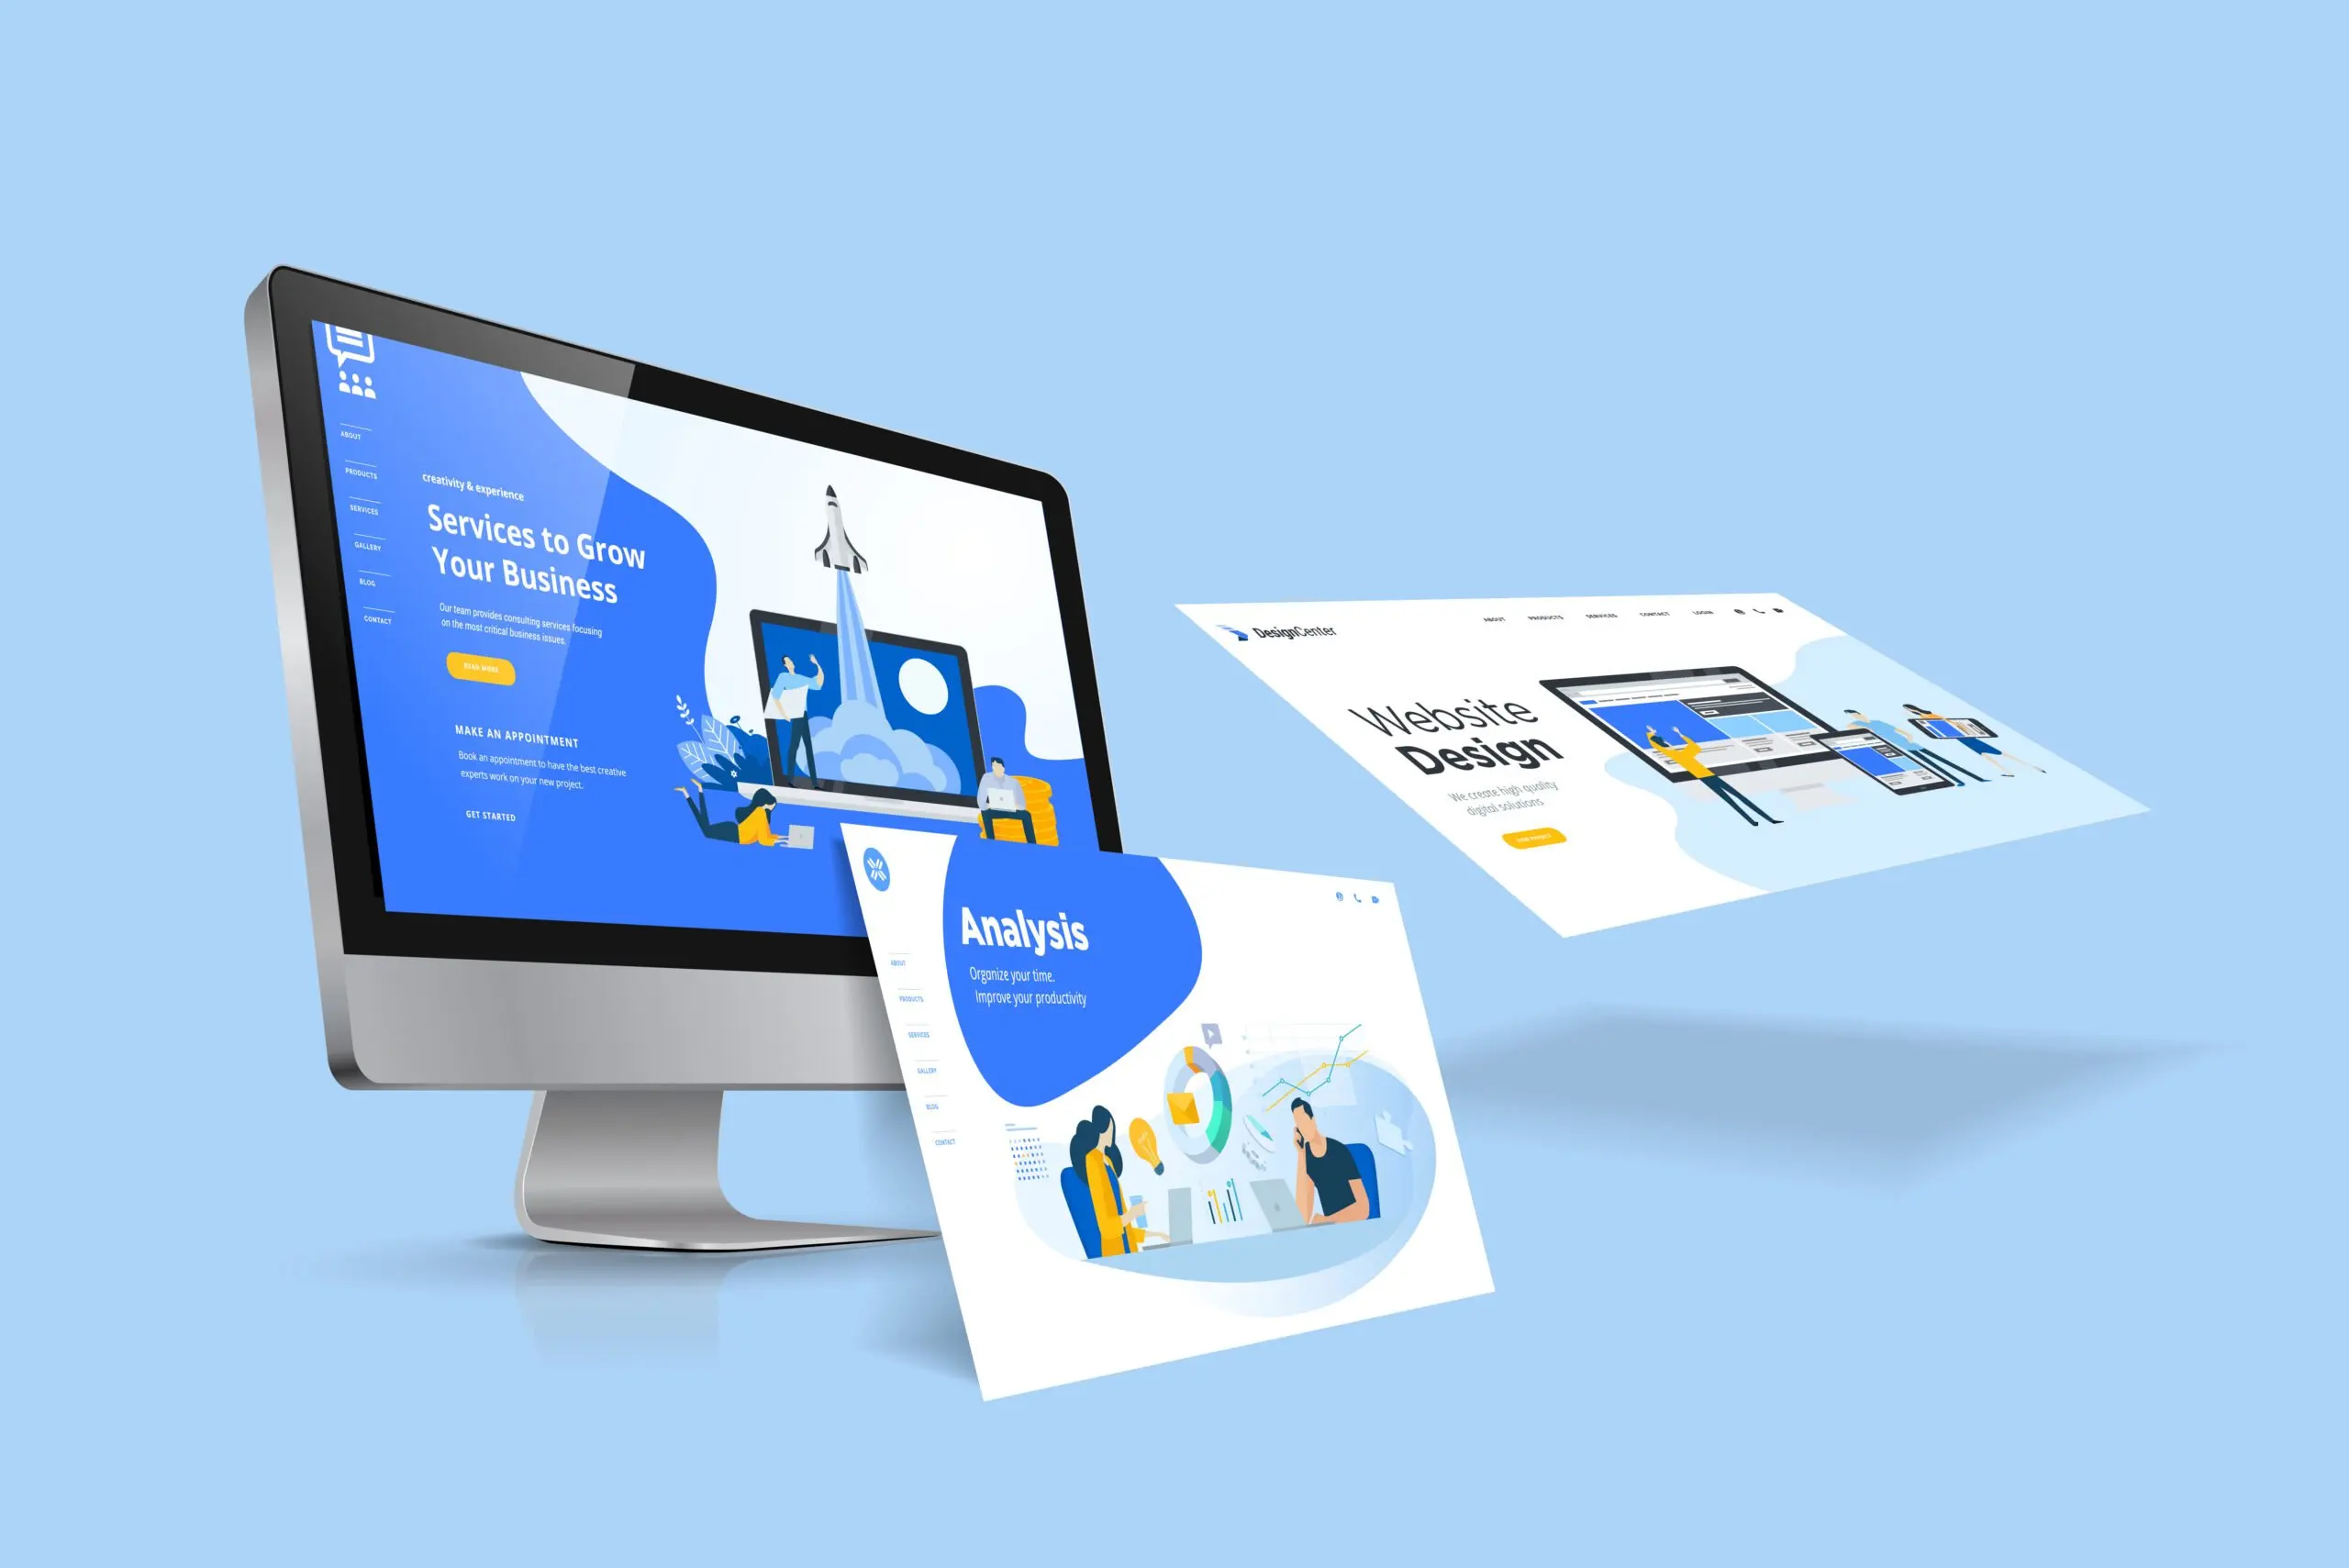 ABOUT
PRODUCTS
SERVICES
GALLERY
BLOG
CONTACT
creativity & experience
Services to Grow
Your Business
Our team provides consulting services focusing
on the most critical business issues.
READ MORE
MAKE AN APPOINTMENT
Book an appointment to have the best creative
experts work on your new project.
GET STARTED
DesignCenter
ABOUT
PRODUCTS
SERVICES
CONTACT
LOGIN
Website
Design
We create high quality
digital solutions
Analysis
Organize your time.
Improve your productivity
ABOUT
PRODUCTS
SERVICES
GALLERY
BLOG
CONTACT